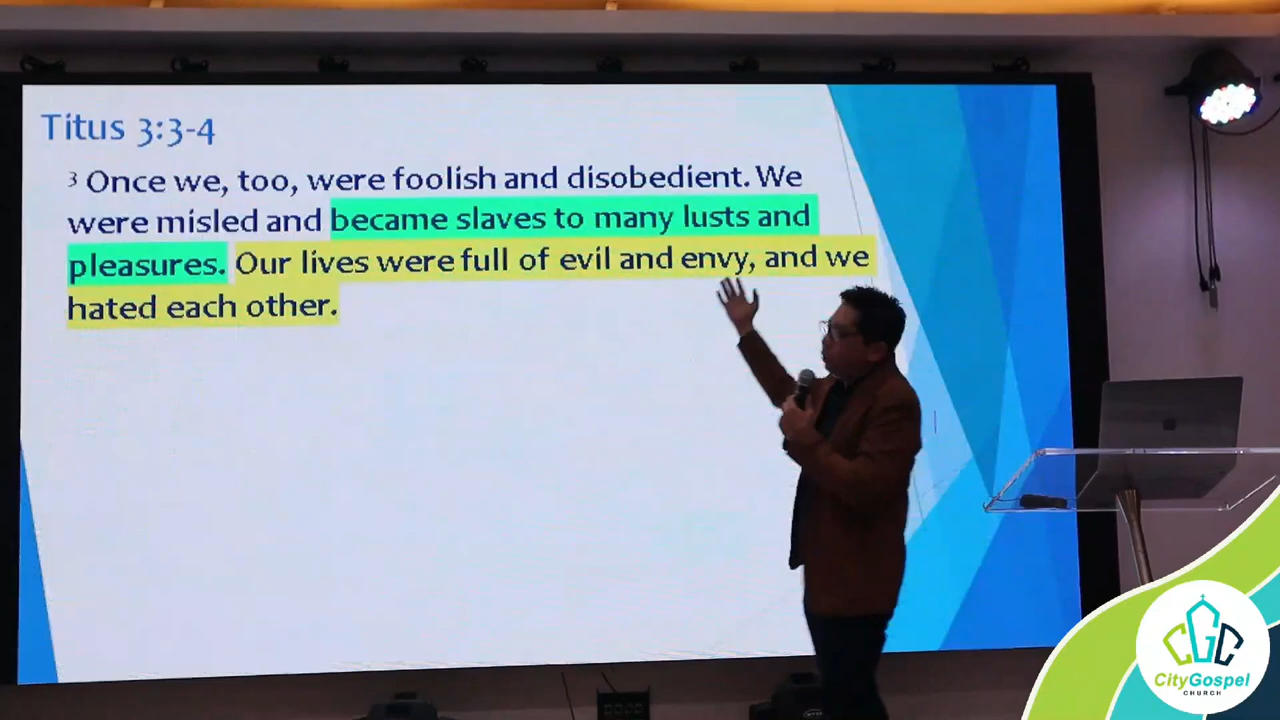 Titus 3:3-4
3 Once we, too, were foolish and disobedient. We
were misled and became slaves to many lusts and
pleasures. Our lives were full of evil and envy, and we
hated each other.
CGC
CityGospel
CHURCH